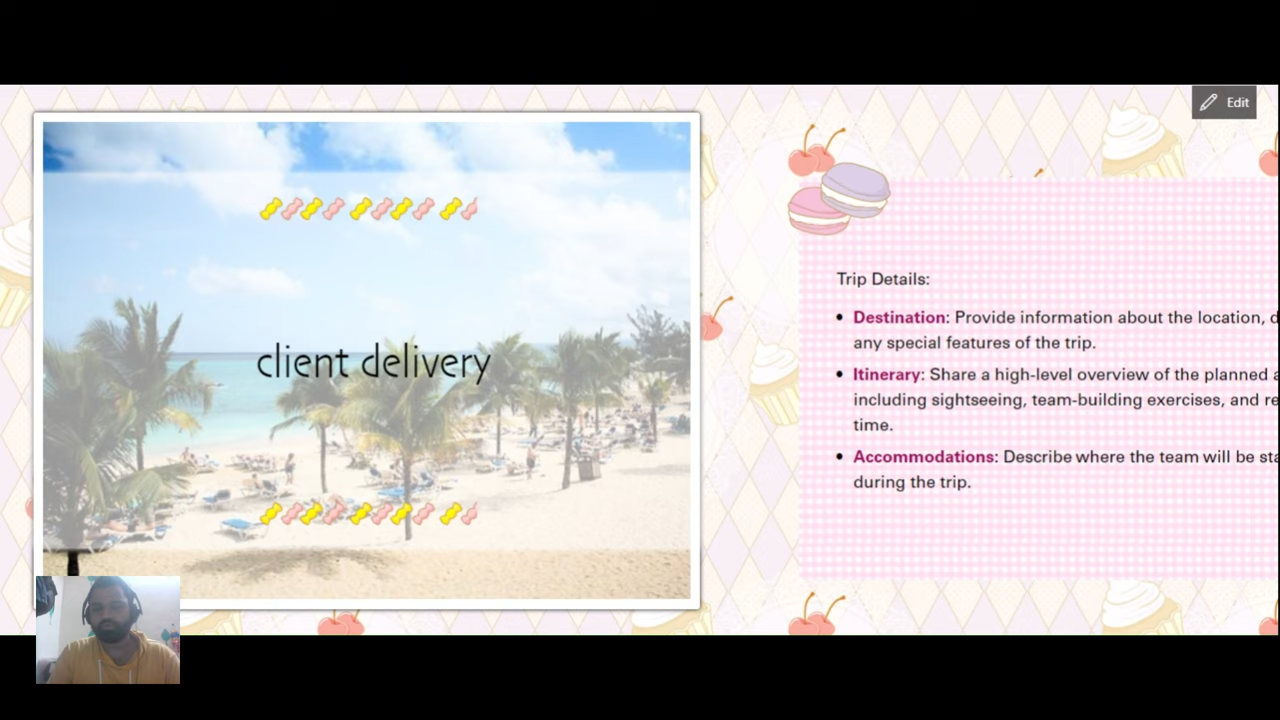 Edit
client delivery
Trip Details:
• Destination: Provide information about the location,
any special features of the trip.
• Itinerary: Share a high-level overview of the planned
including sightseeing, team-building exercises, and
time.
• Accommodations: Describe where the team will be
during the trip.